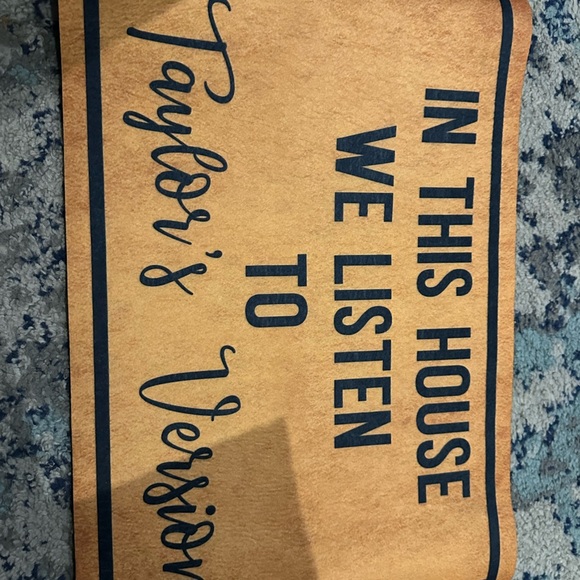 IN THIS HOUSE
WE LISTEN
TO
Taylor's Version